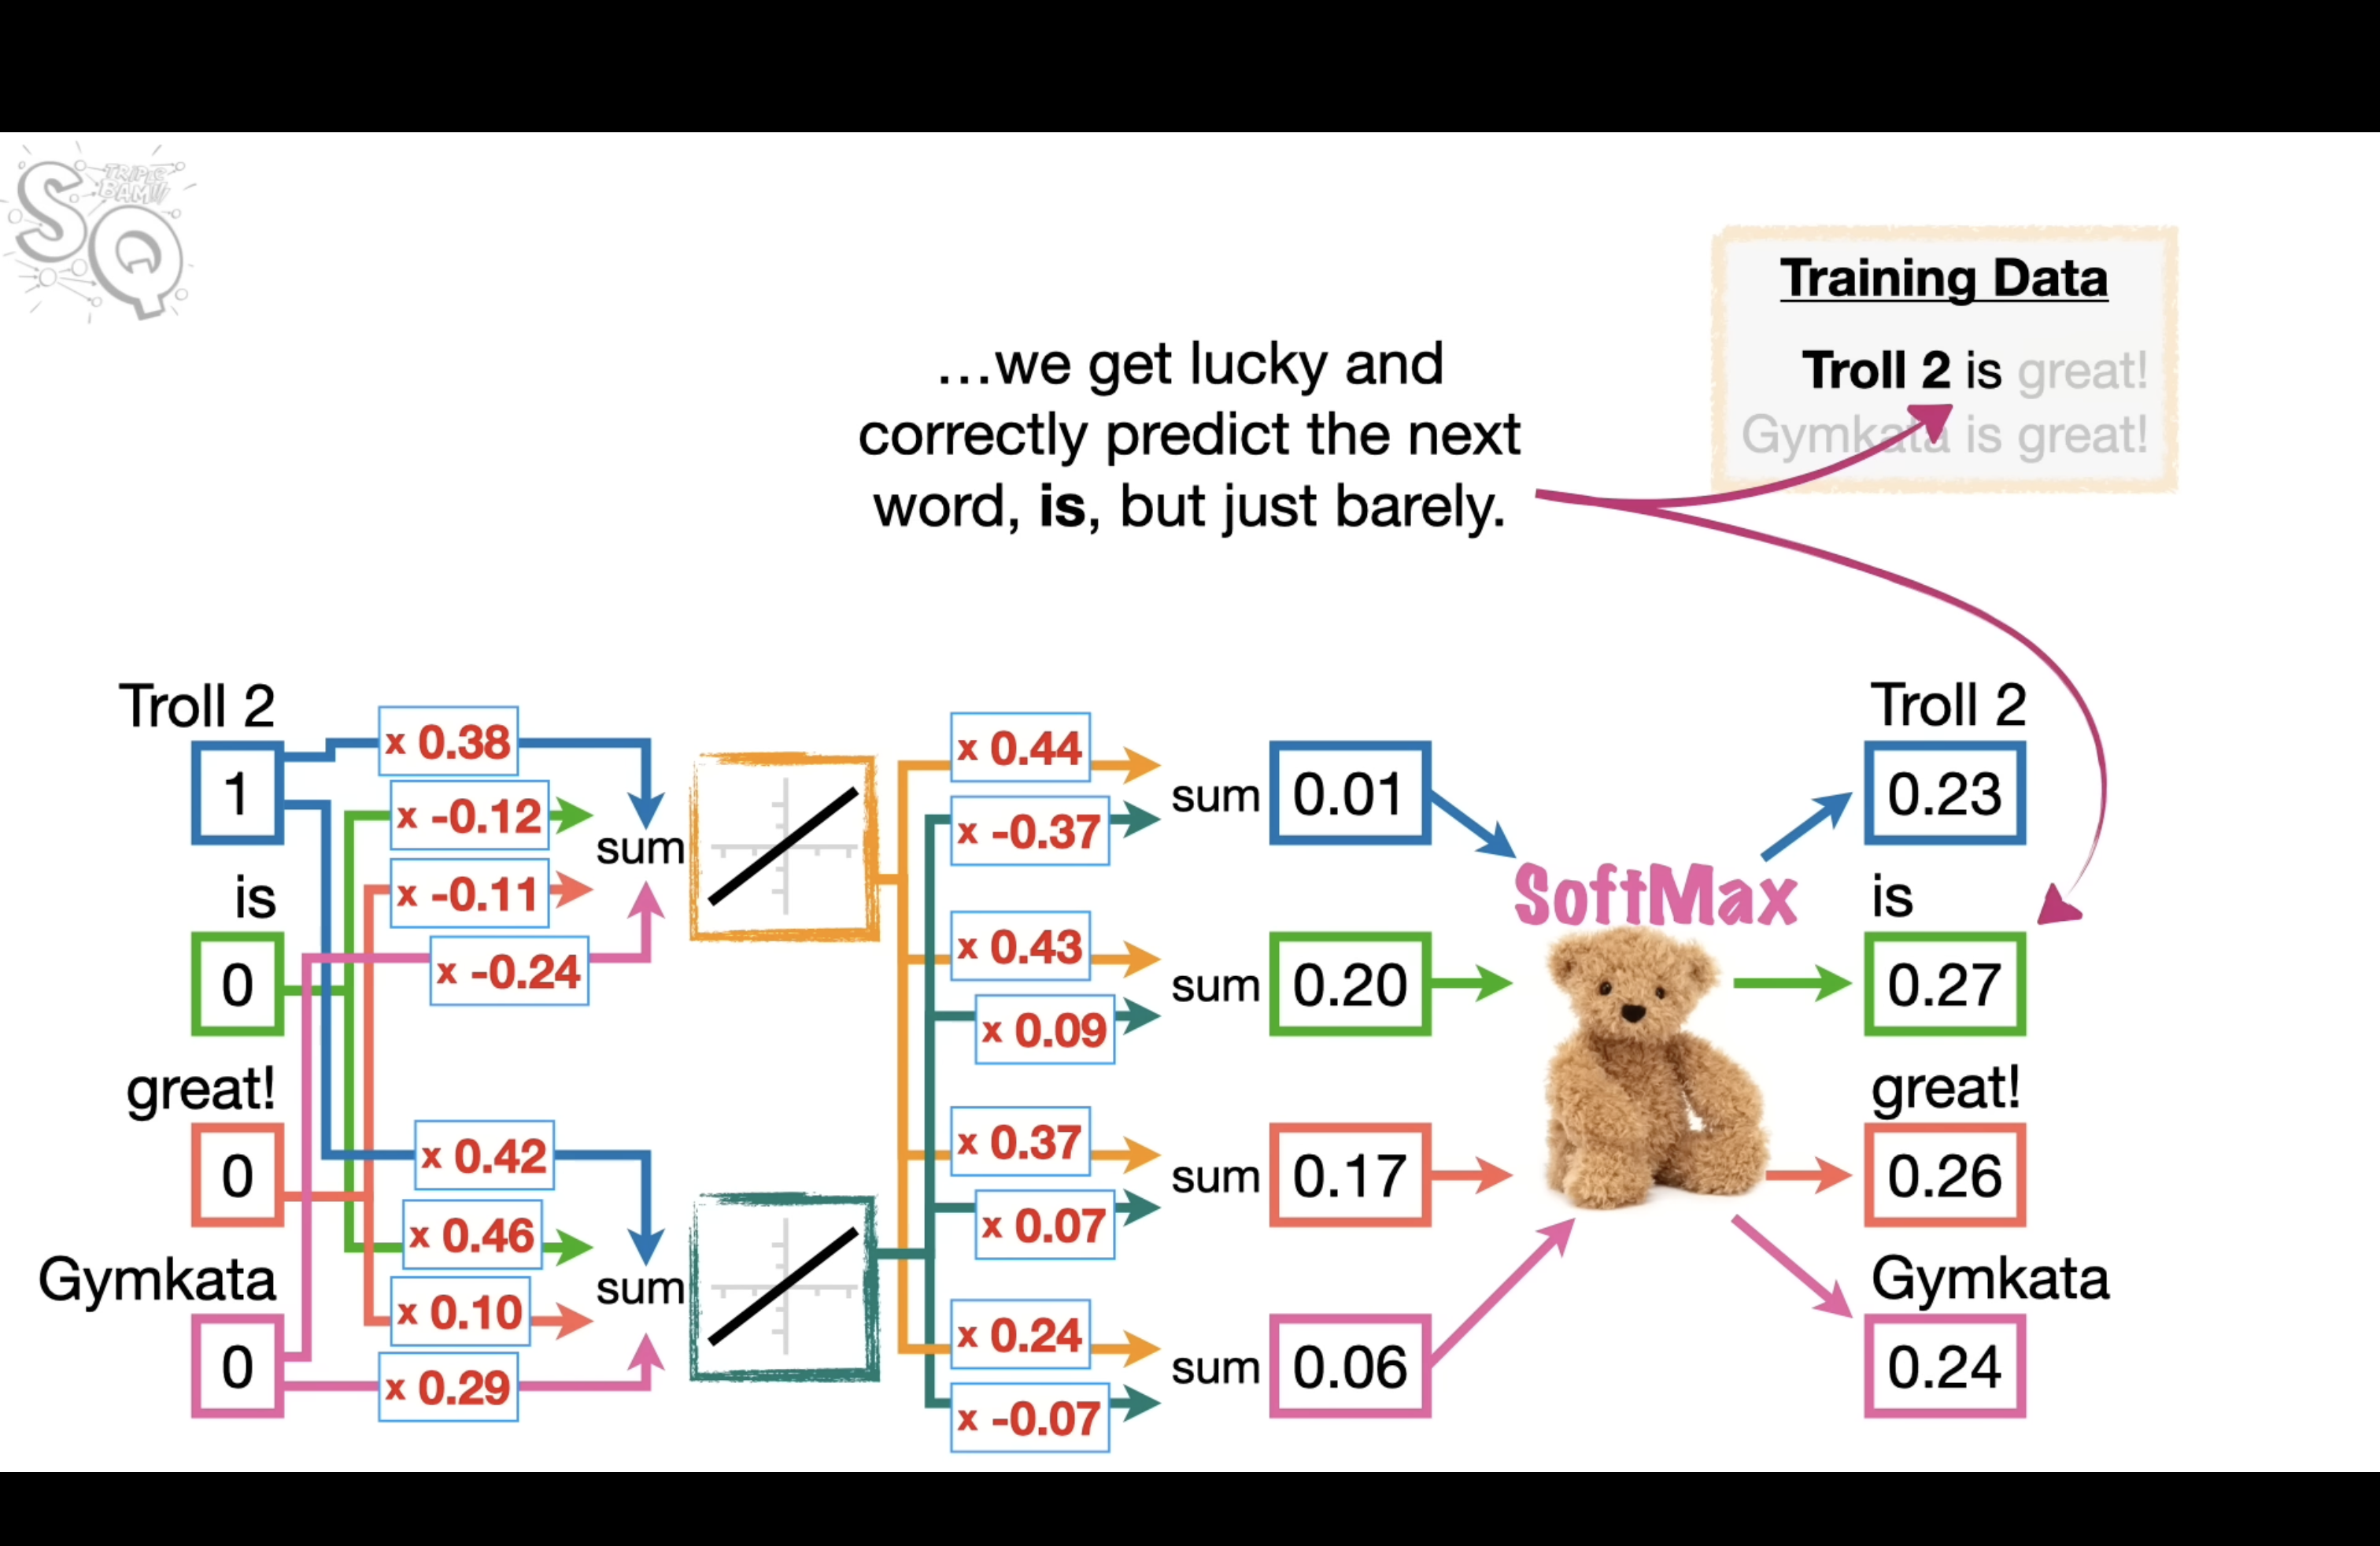 SQ
TRIPLE
BAM!!!
Training Data
Troll 2 is great!
Gymkata is great!
…we get lucky and
correctly predict the next
word, is, but just barely.
Troll 2
1
is
0
great!
0
Gymkata
0
x 0.38
x -0.12
x -0.11
x -0.24
sum
x 0.42
x 0.46
x 0.10
x 0.29
sum
x 0.44
x -0.37
x 0.43
x 0.09
x 0.37
x 0.07
x 0.24
x -0.07
sum 0.01
sum 0.20
sum 0.17
sum 0.06
SoftMax
Troll 2
0.23
is
0.27
great!
0.26
Gymkata
0.24